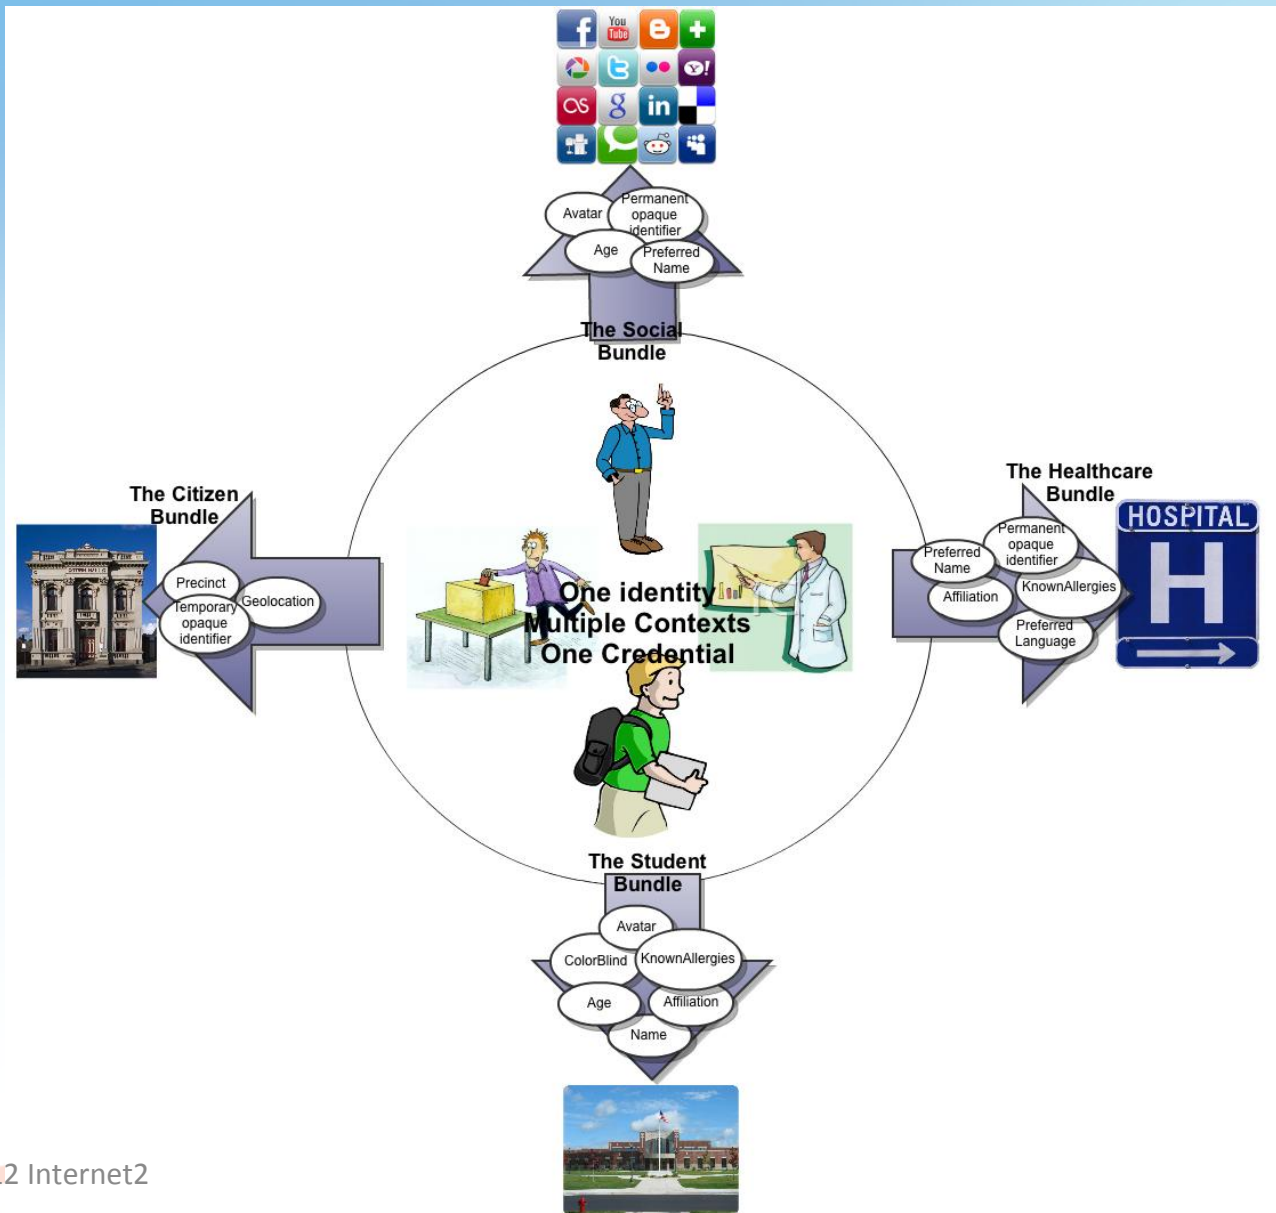 You
Tube
Avatar
Permanent
opaque
identifier
Age
Preferred
Name
The Social
Bundle
The Citizen
Bundle
Precinct
Geolocation
Temporary
opaque
identifier
One identity
Multiple Contexts
One Credential
The Healthcare
Bundle
Permanent
opaque
identifier
Preferred
Name
KnownAllergies
Affiliation
Preferred
Language
HOSPITAL
H
The Student
Bundle
Avatar
ColorBlind
KnownAllergies
Age
Affiliation
Name
2 Internet2